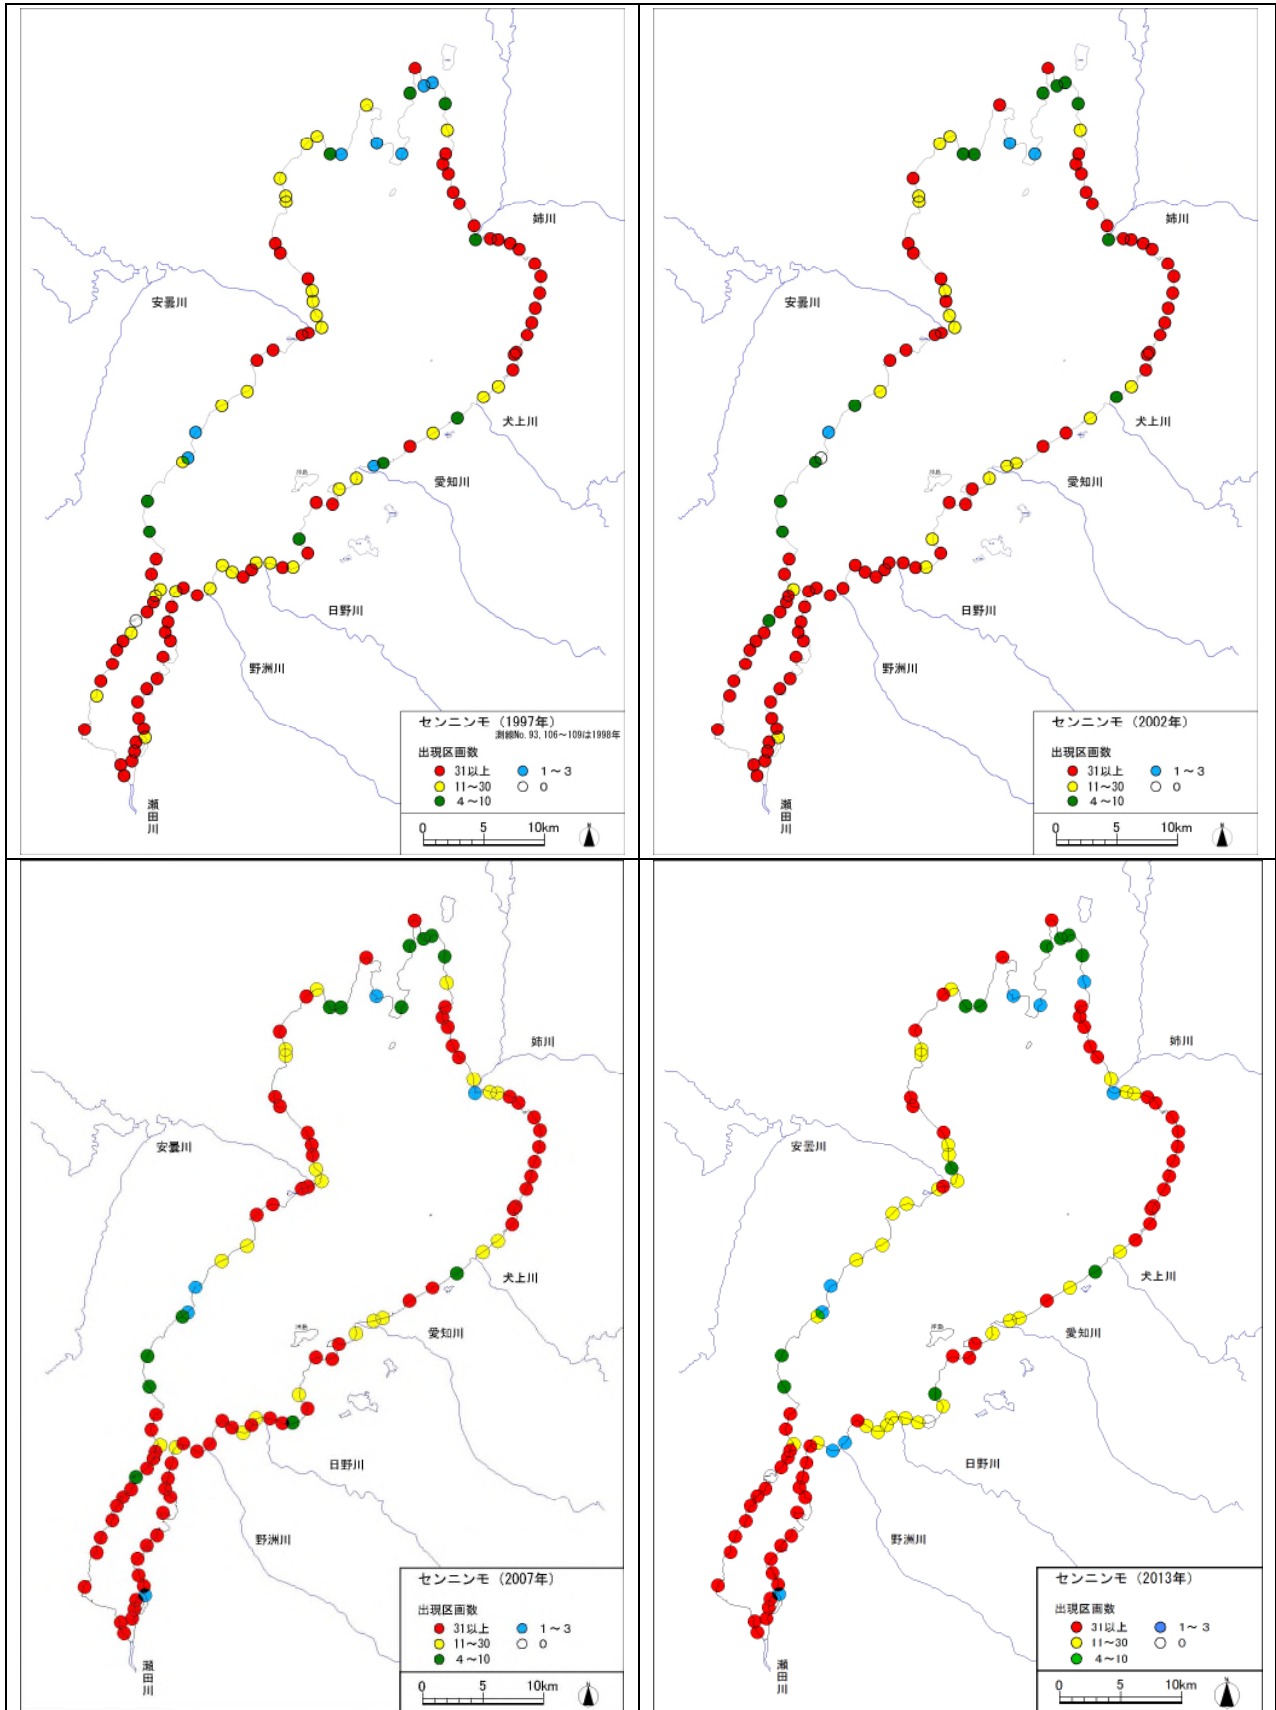 姉川
安曇川
犬上川
愛知川
日野川
野洲川
瀬田川
センニンモ（1997年）
測線No. 93, 106～109は1998年
出現区画数
31以上 1～3
11～30 0
4～10
0 5 10km
N
姉川
安曇川
犬上川
愛知川
日野川
野洲川
瀬田川
センニンモ（2002年）
出現区画数
31以上 1～3
11～30 0
4～10
0 5 10km
N
姉川
安曇川
犬上川
愛知川
日野川
野洲川
瀬田川
センニンモ（2007年）
出現区画数
31以上 1～3
11～30 0
4～10
0 5 10km
姉川
安曇川
犬上川
愛知川
日野川
野洲川
瀬田川
センニンモ（2013年）
出現区画数
31以上 1～3
11～30 0
4～10
0 5 10km